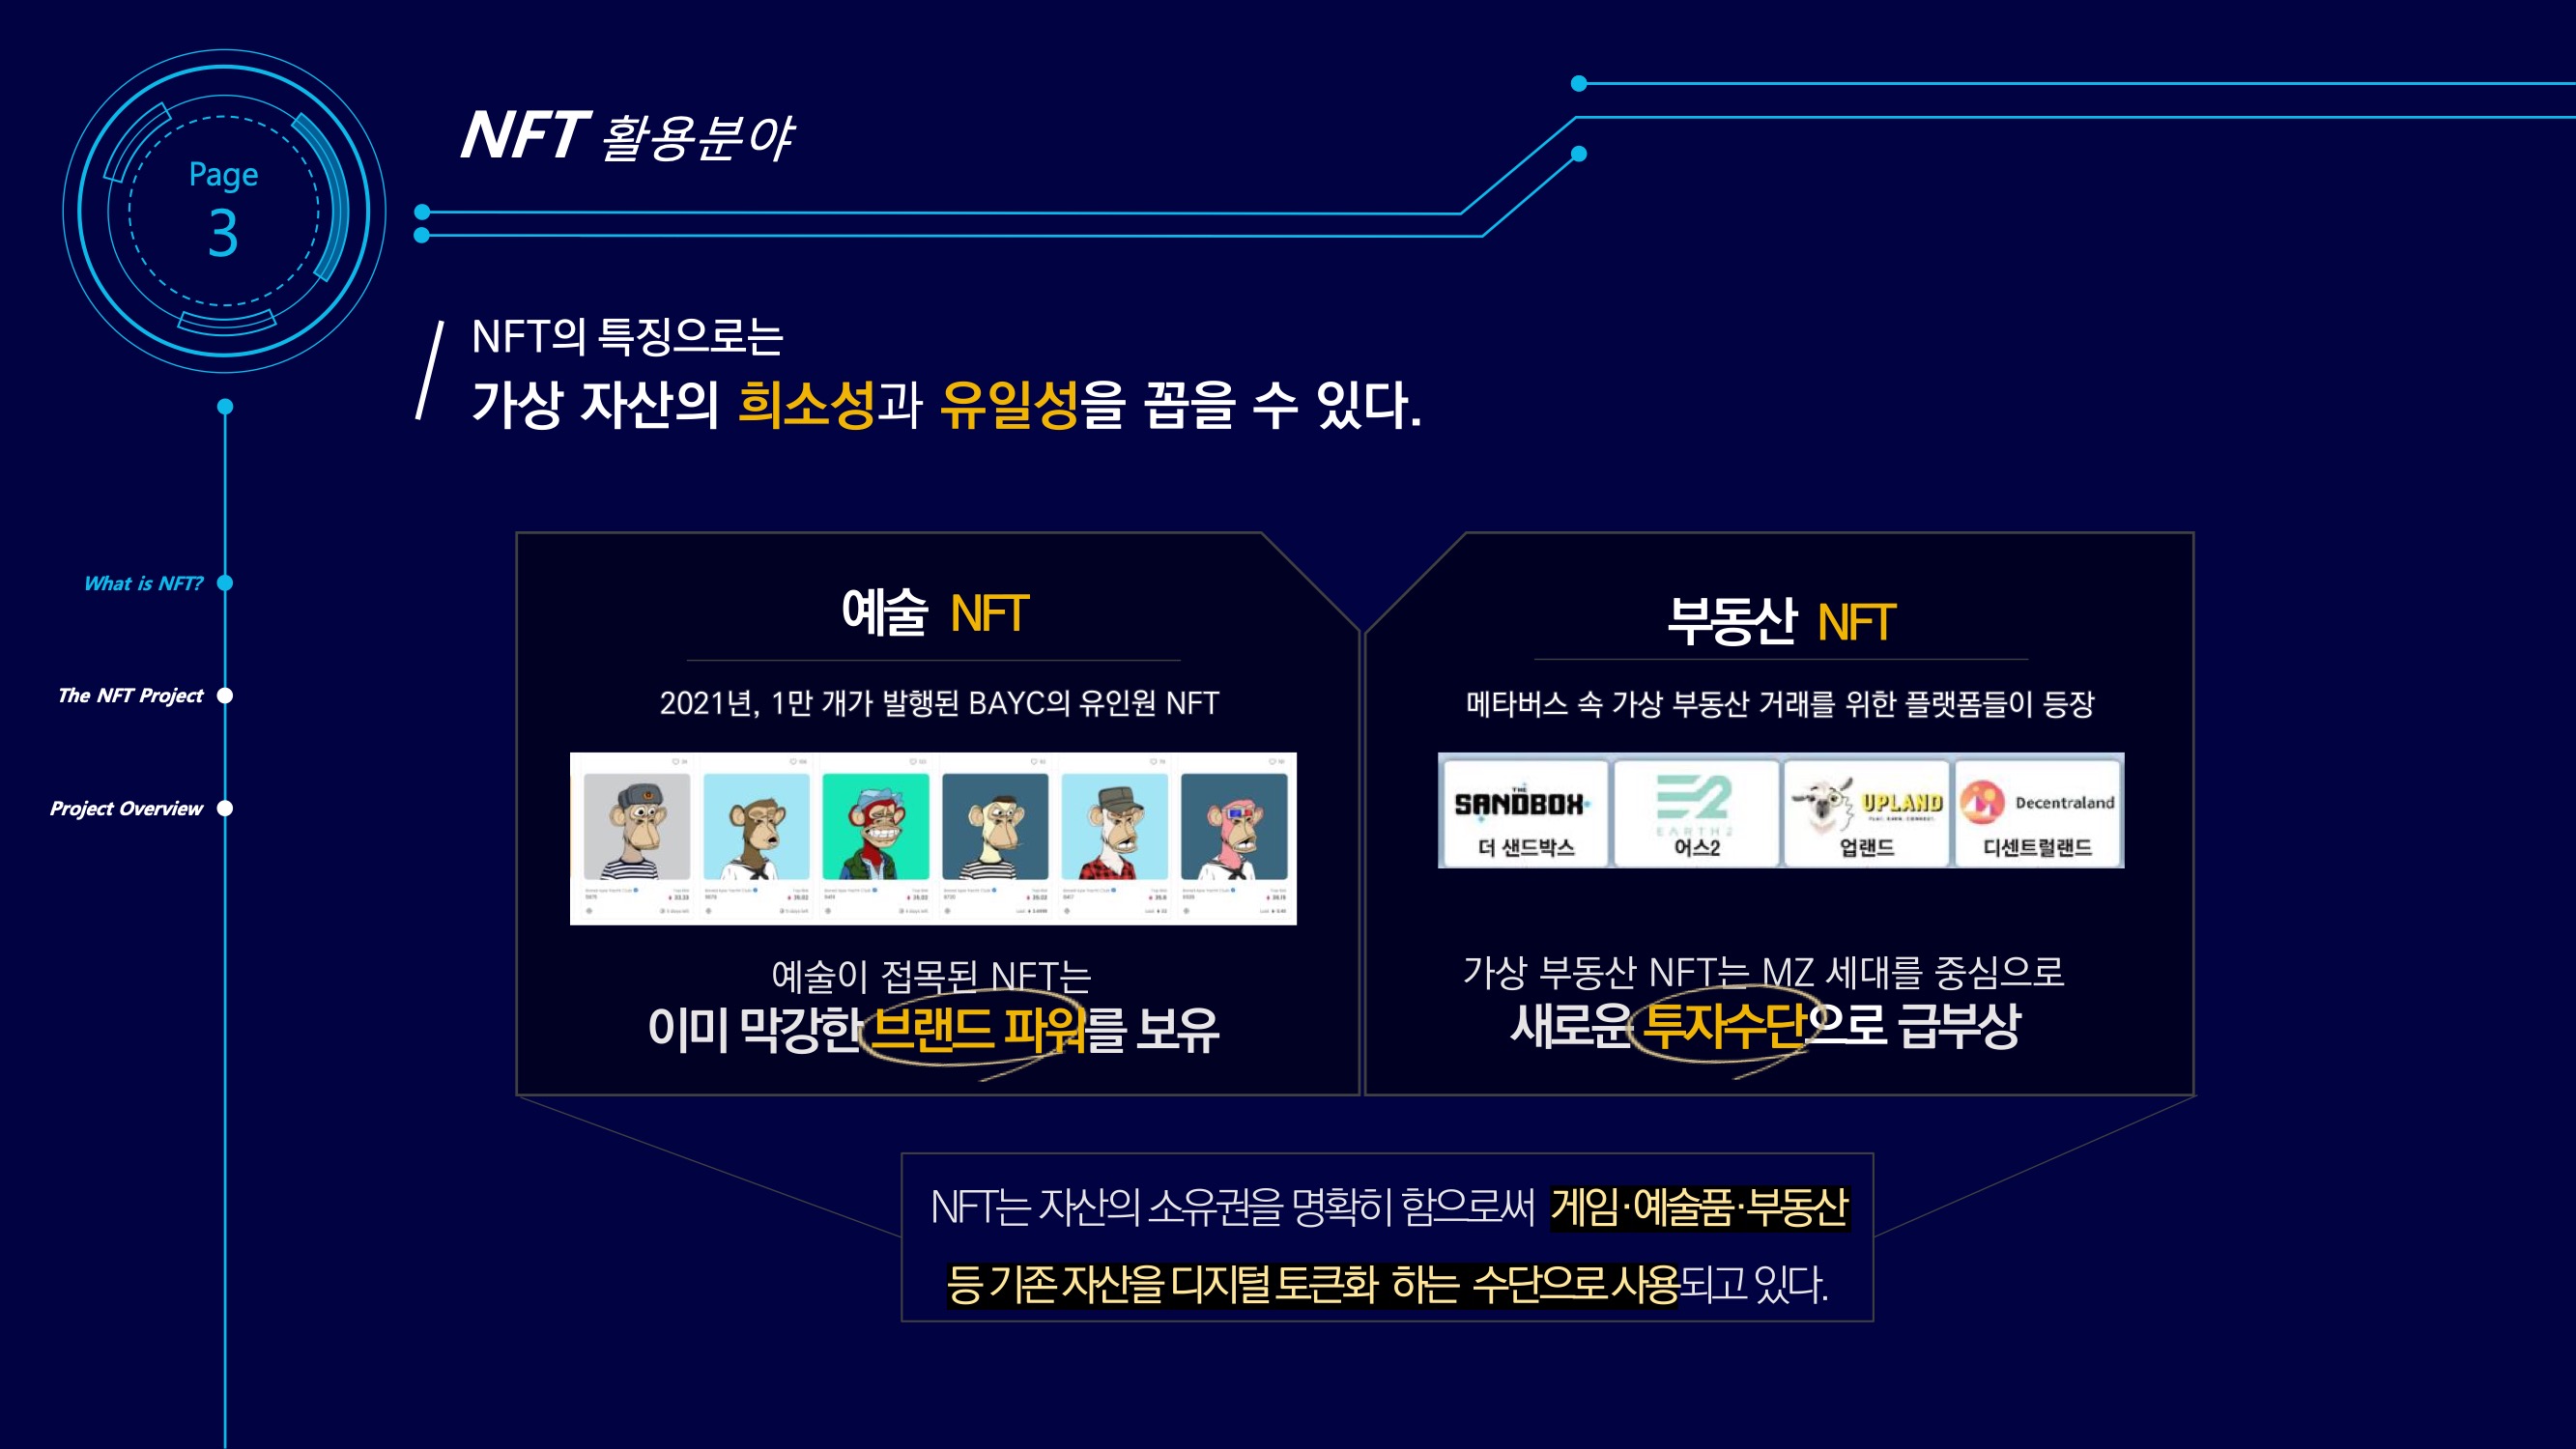 Page
3
NFT 활용분야
NFT의 특징으로는
가상 자산의 희소성과 유일성을 꼽을 수 있다.
What is NFT?
The NFT Project
Project Overview
예술 NFT
2021년, 1만 개가 발행된 BAYC의 유인원 NFT
예술이 접목된 NFT는
이미 막강한 브랜드 파워를 보유
부동산 NFT
메타버스 속 가상 부동산 거래를 위한 플랫폼들이 등장
THE
SANDBOX
더 샌드박스
E2
EARTH 2
어스2
UPLAND
PLAY. EARN. CONNECT.
업랜드
Decentraland
디센트럴랜드
가상 부동산 NFT는 MZ 세대를 중심으로
새로운 투자수단으로 급부상
NFT는 자산의 소유권을 명확히 함으로써 게임·예술품·부동산
등 기존 자산을 디지털 토큰화 하는 수단으로 사용되고 있다.